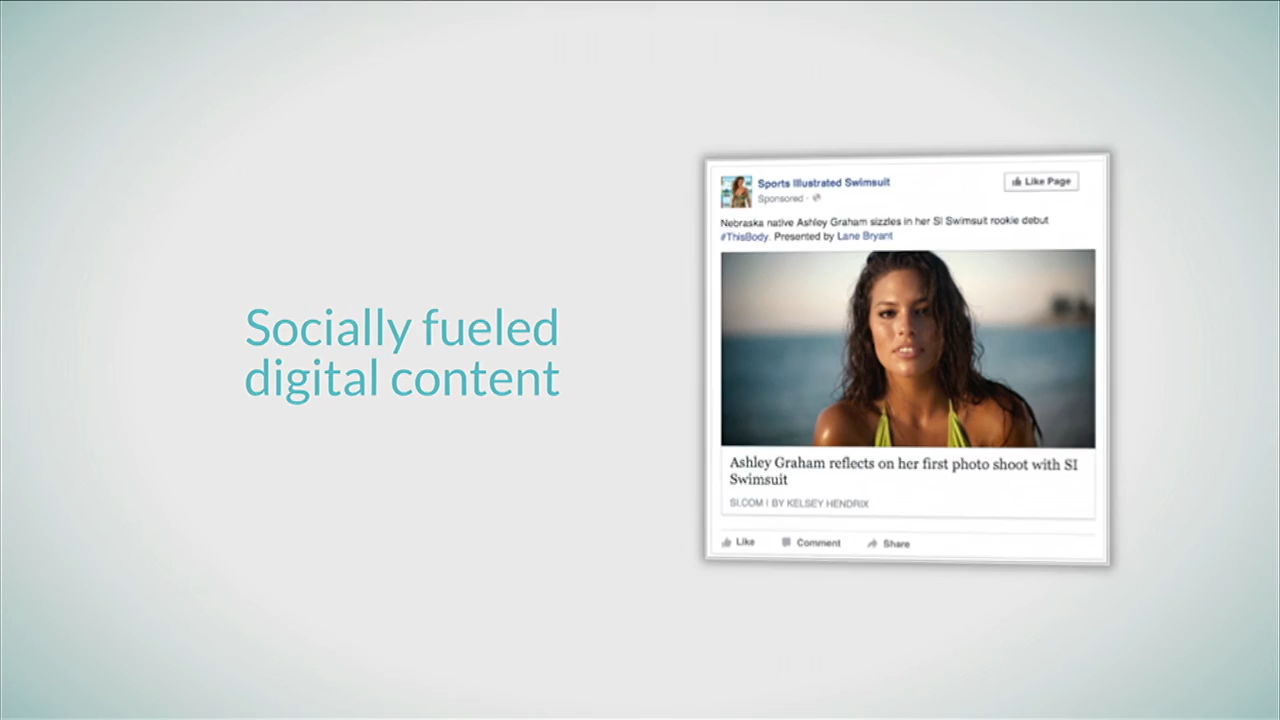 Socially fueled
digital content
Sports Illustrated Swimsuit
Like Page
Sponsored ·
Nebraska native Ashley Graham sizzles in her SI Swimsuit rookie debut
#ThisBody. Presented by Lane Bryant
Ashley Graham reflects on her first photo shoot with SI
Swimsuit
SI.COM | BY KELSEY HENDRIX
Like Comment Share